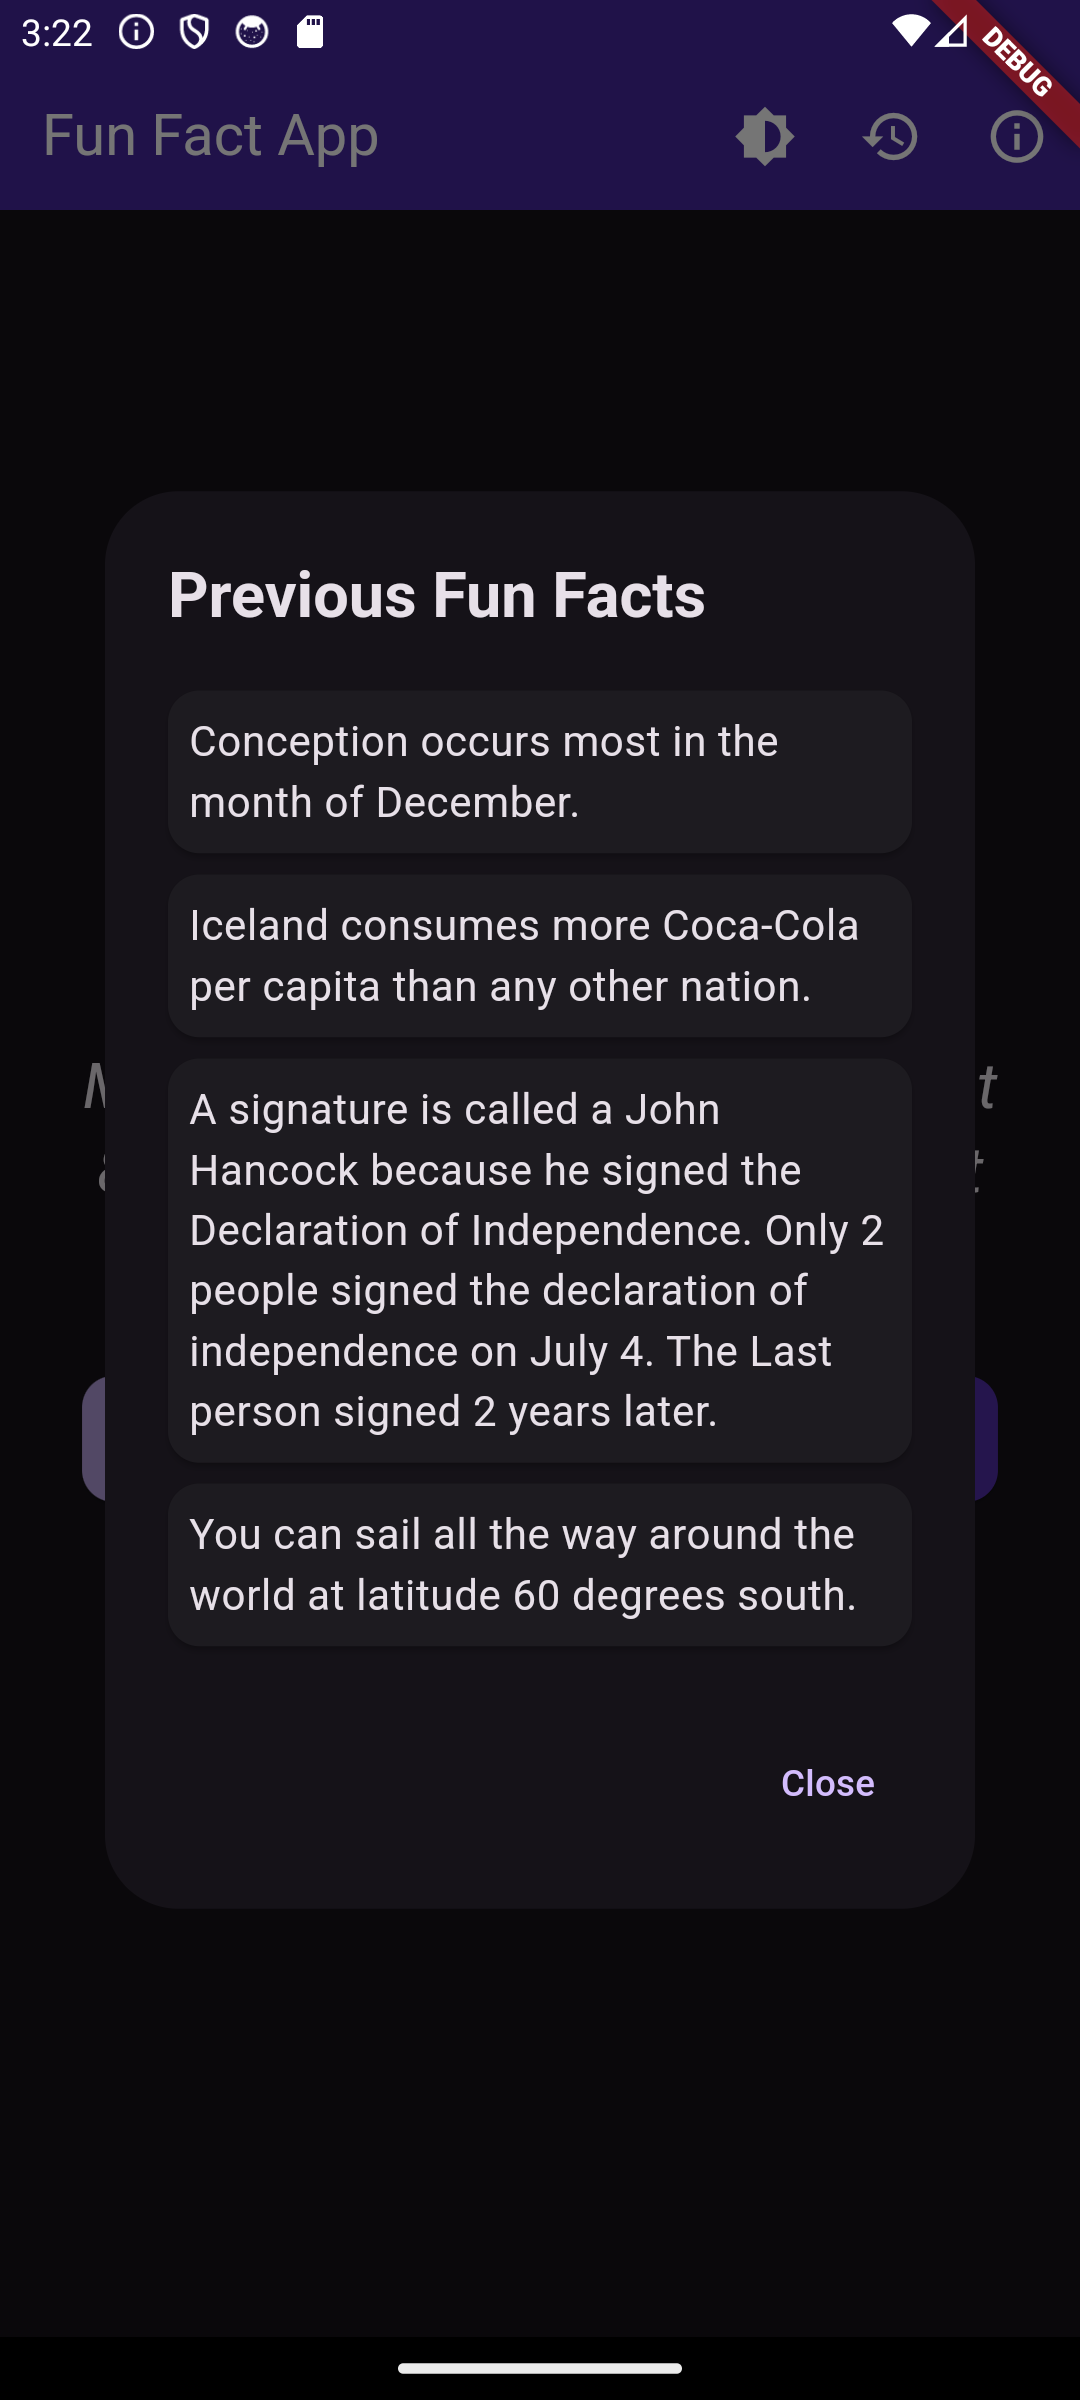 3:22
DEBUG
Fun Fact App
Previous Fun Facts
Conception occurs most in the
month of December.
Iceland consumes more Coca-Cola
per capita than any other nation.
A signature is called a John
Hancock because he signed the
Declaration of Independence. Only 2
people signed the declaration of
independence on July 4. The Last
person signed 2 years later.
You can sail all the way around the
world at latitude 60 degrees south.
Close